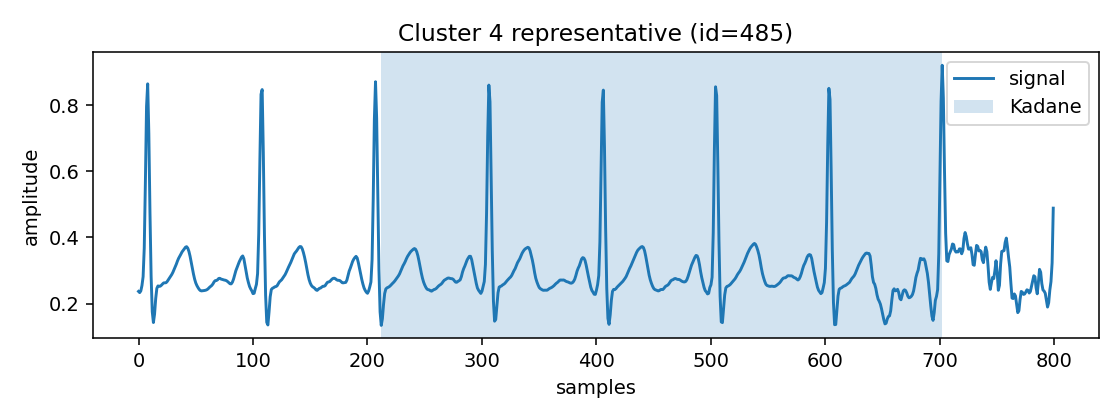 Cluster 4 representative (id=485)
signal
Kadane
amplitude
0.8
0.6
0.4
0.2
0 100 200 300 400 500 600 700 800
samples